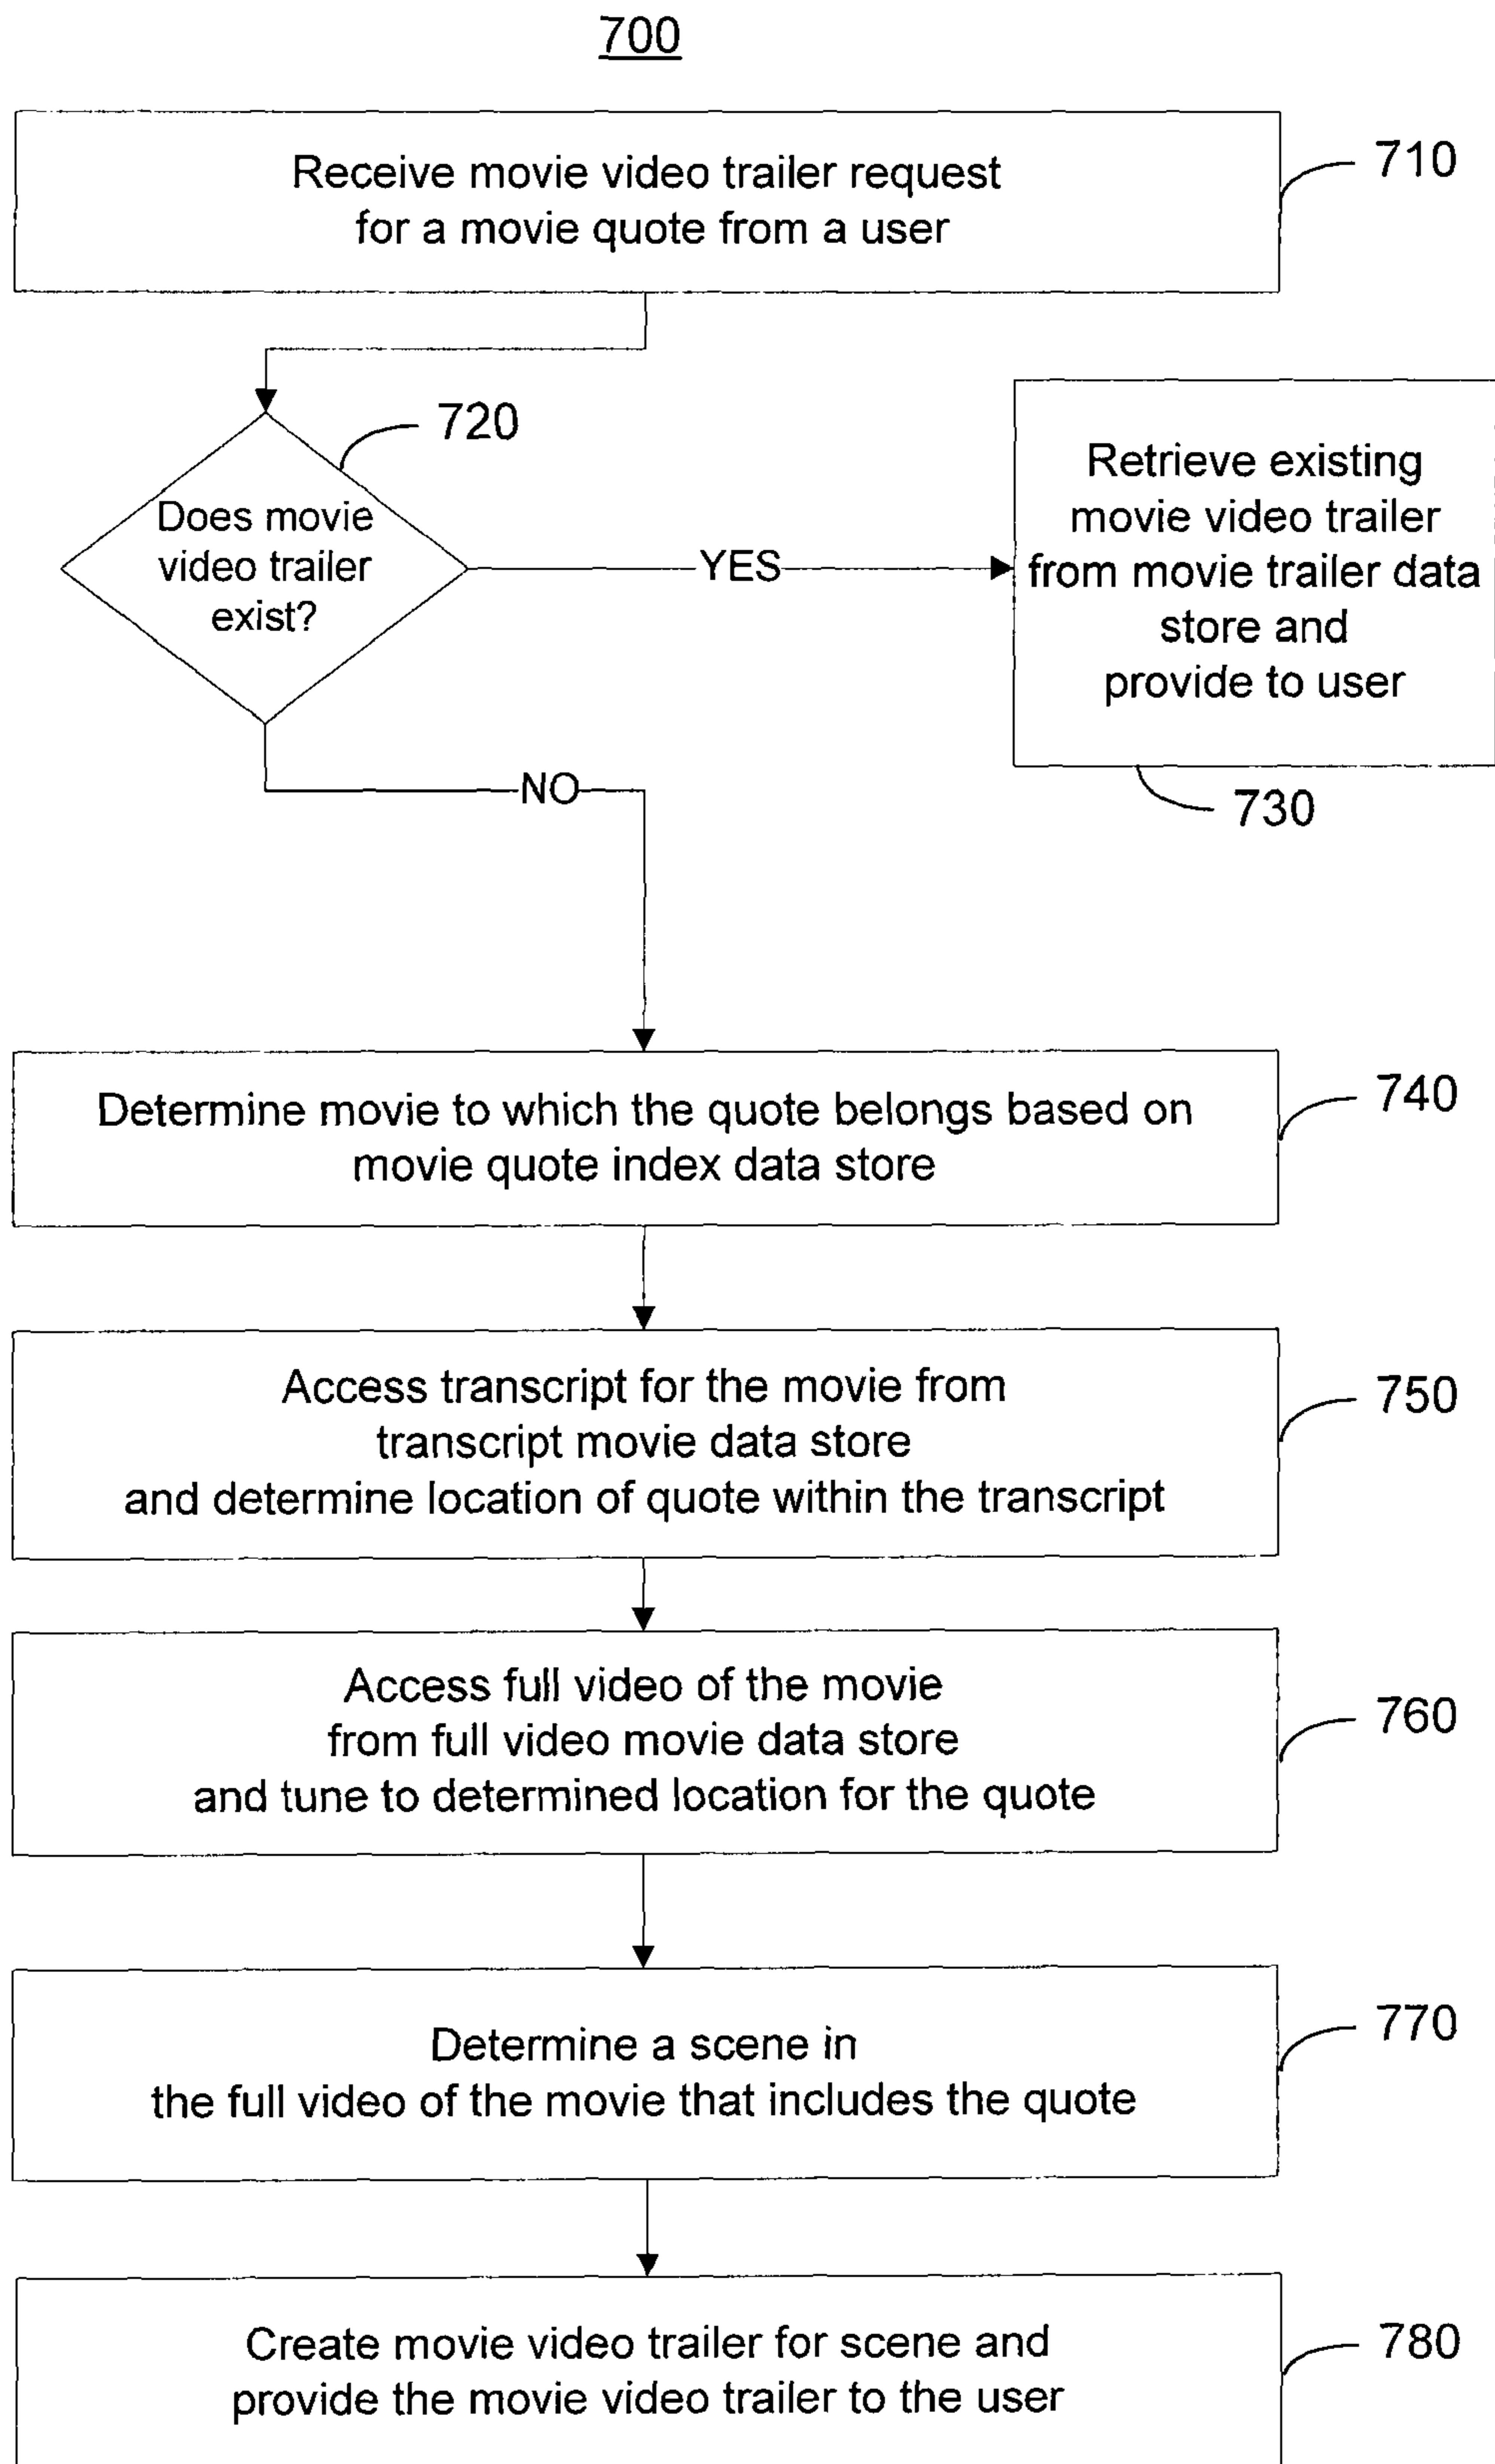 700
Receive movie video trailer request
for a movie quote from a user
710
720
Does movie
video trailer
exist?
YES
Retrieve existing
movie video trailer
from movie trailer data
store and
provide to user
730
NO
Determine movie to which the quote belongs based on
movie quote index data store
740
Access transcript for the movie from
transcript movie data store
and determine location of quote within the transcript
750
Access full video of the movie
from full video movie data store
and tune to determined location for the quote
760
Determine a scene in
the full video of the movie that includes the quote
770
Create movie video trailer for scene and
provide the movie video trailer to the user
780